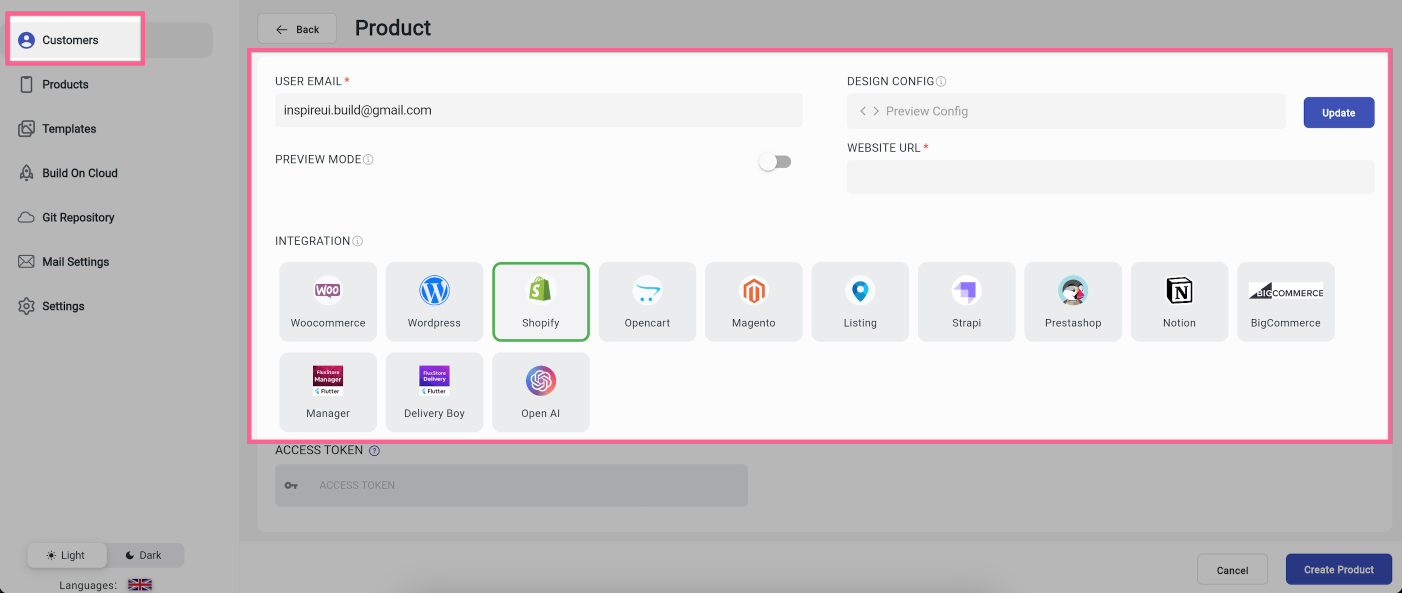 Customers
Products
Templates
Build On Cloud
Git Repository
Mail Settings
Settings
Light
Dark
Languages:
Back
Product
USER EMAIL *
inspireui.build@gmail.com
PREVIEW MODE
DESIGN CONFIG
Preview Config
Update
WEBSITE URL *
INTEGRATION
WOO
Woocommerce
Wordpress
Shopify
Opencart
Magento
Listing
Strapi
Prestashop
Notion
BIGCOMMERCE
BigCommerce
FluxStore
Manager
Flutter
Manager
FluxStore
Delivery
Flutter
Delivery Boy
Open AI
ACCESS TOKEN
ACCESS TOKEN
Cancel
Create Product